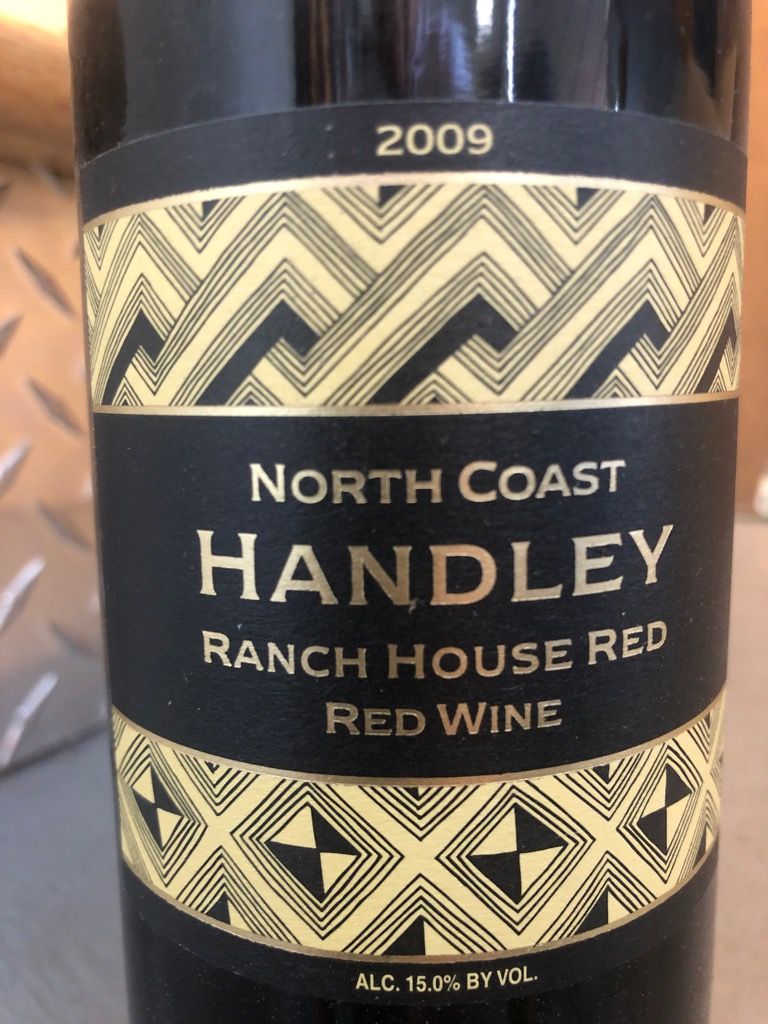 2009
NORTH COAST
HANDLEY
RANCH HOUSE RED
RED WINE
ALC. 15.0% BY VOL.